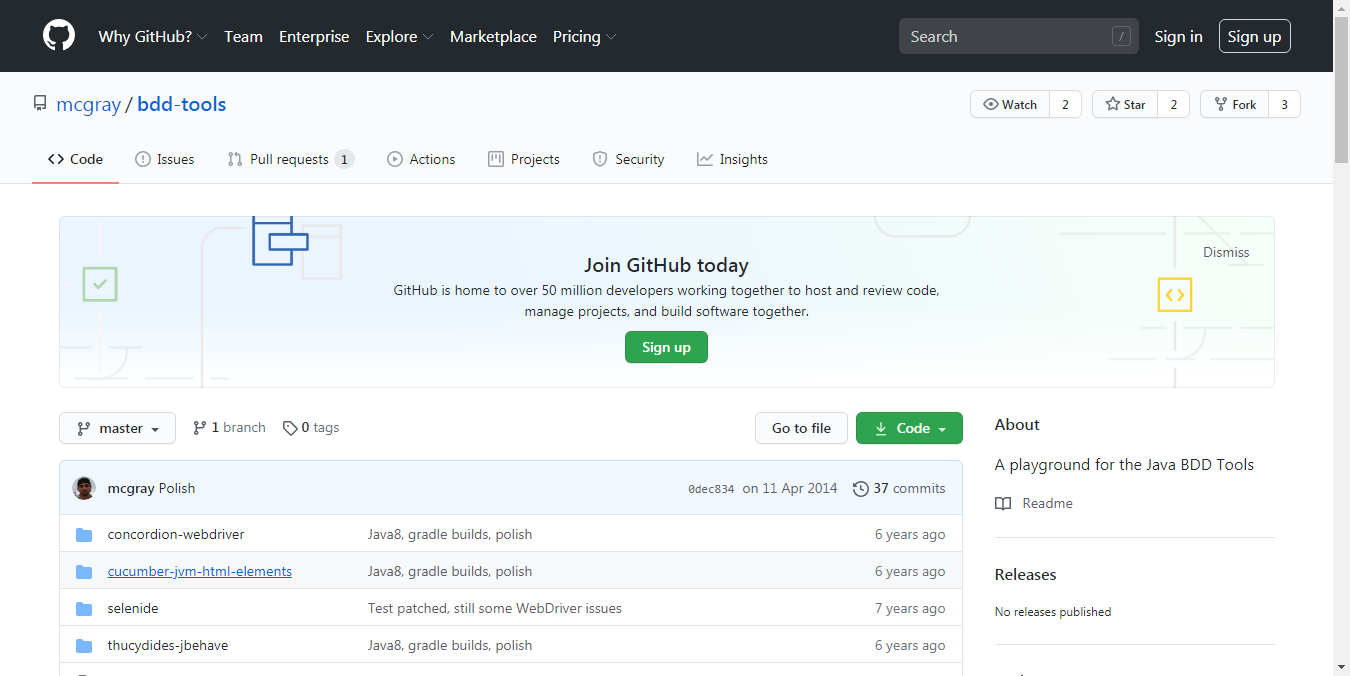 Why GitHub? Team Enterprise Explore Marketplace Pricing Search / Sign in Sign up
mcgray / bdd-tools Watch 2 Star 2 Fork 3
Code Issues Pull requests 1 Actions Projects Security Insights
Dismiss
Join GitHub today
GitHub is home to over 50 million developers working together to host and review code,
manage projects, and build software together.
Sign up
master 1 branch 0 tags Go to file Code
mcgray Polish 0dec834 on 11 Apr 2014 37 commits
concordion-webdriver Java8, gradle builds, polish 6 years ago
cucumber-jvm-html-elements Java8, gradle builds, polish 6 years ago
selenide Test patched, still some WebDriver issues 7 years ago
thucydides-jbehave Java8, gradle builds, polish 6 years ago
About
A playground for the Java BDD Tools
Readme
Releases
No releases published